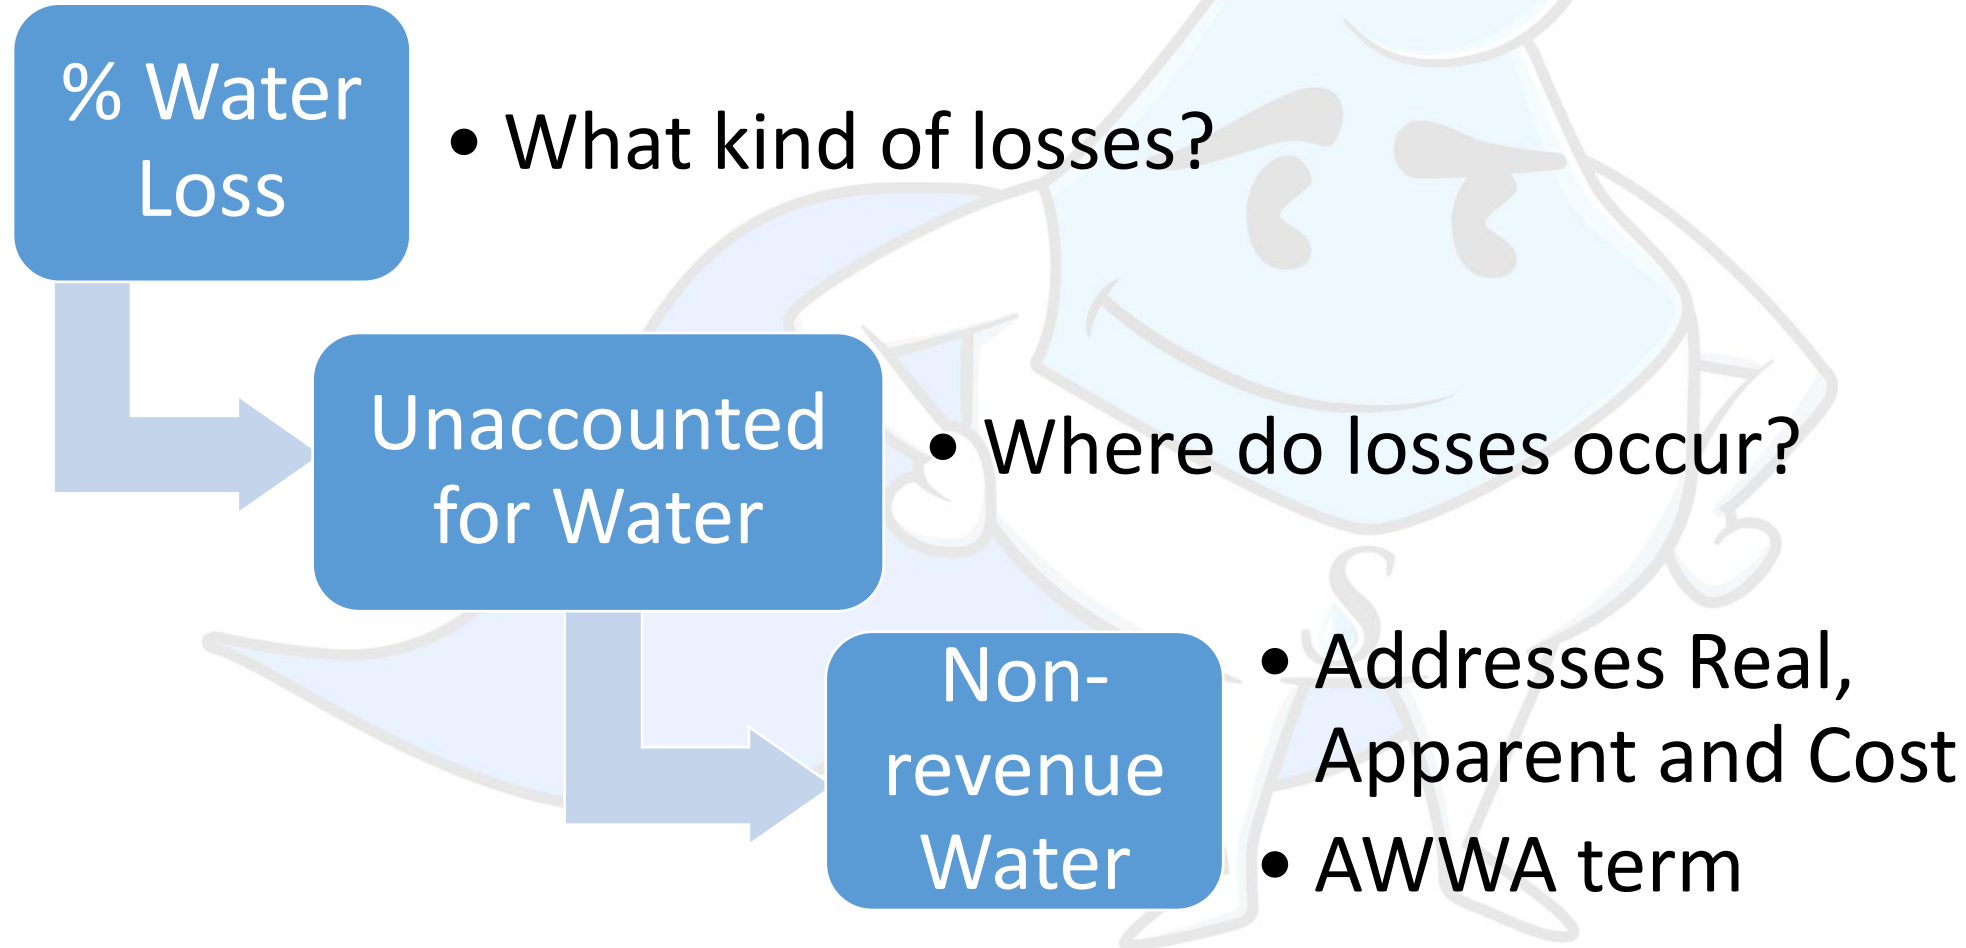 % Water
Loss
• What kind of losses?
Unaccounted
for Water
• Where do losses occur?
Non-
revenue
Water
• Addresses Real,
Apparent and Cost
• AWWA term
S